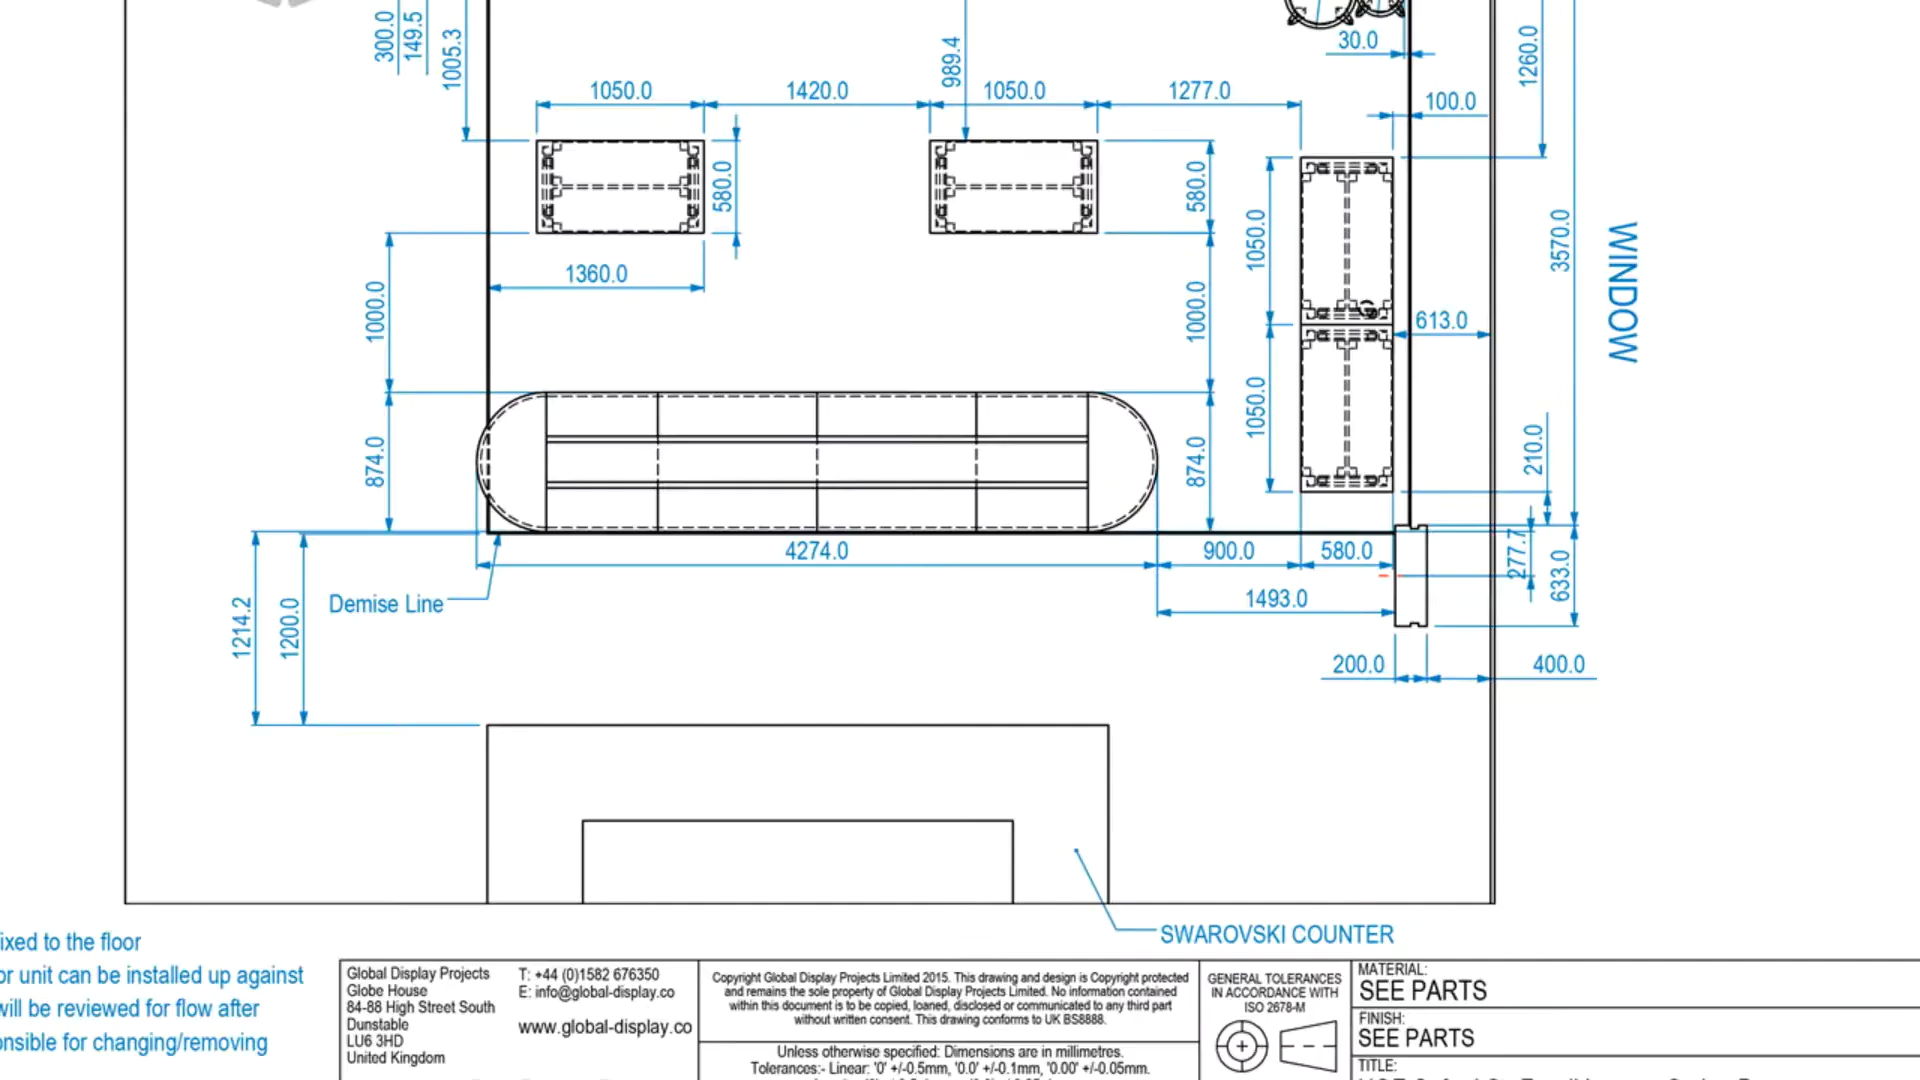 300.0
149.5
1005.3
989.4
30.0
1260.0
1050.0
1420.0
1050.0
1277.0
100.0
580.0
580.0
1050.0
3570.0
WINDOW
1360.0
1000.0
1000.0
613.0
874.0
874.0
1050.0
210.0
4274.0
900.0
580.0
277.7
633.0
Demise Line
1493.0
1214.2
1200.0
200.0
400.0
SWAROVSKI COUNTER
ixed to the floor
or unit can be installed up against
will be reviewed for flow after
onsible for changing/removing
Global Display Projects
Globe House
84-88 High Street South
Dunstable
LU6 3HD
United Kingdom
T: +44 (0)1582 676350
E: info@global-display.co
www.global-display.co
Copyright Global Display Projects Limited 2015. This drawing and design is Copyright protected
and remains the sole property of Global Display Projects Limited. No information contained
within this document is to be copied, loaned, disclosed or communicated to any third part
without written consent. This drawing conforms to UK BS8888.
Unless otherwise specified: Dimensions are in millimetres.
Tolerances:- Linear: '0' +/-0.5mm, '0.0' +/-0.1mm, '0.00' +/-0.05mm.
GENERAL TOLERANCES
IN ACCORDANCE WITH
ISO 2678-M
MATERIAL:
SEE PARTS
FINISH:
SEE PARTS
TITLE: